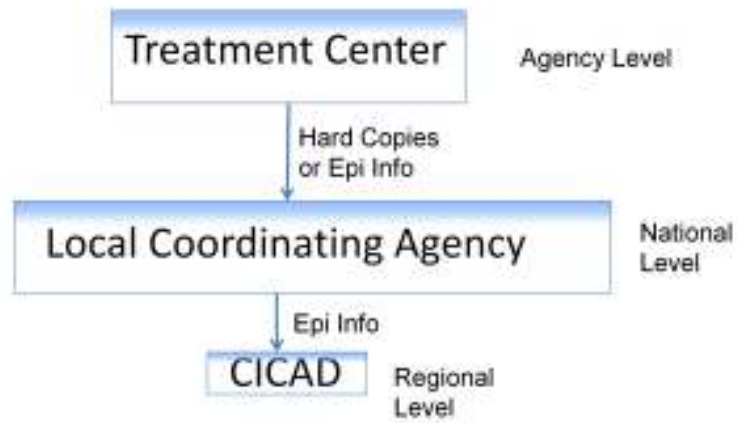 Treatment Center
Agency Level
Hard Copies
or Epi Info
Local Coordinating Agency
National
Level
Epi Info
CICAD
Regional
Level